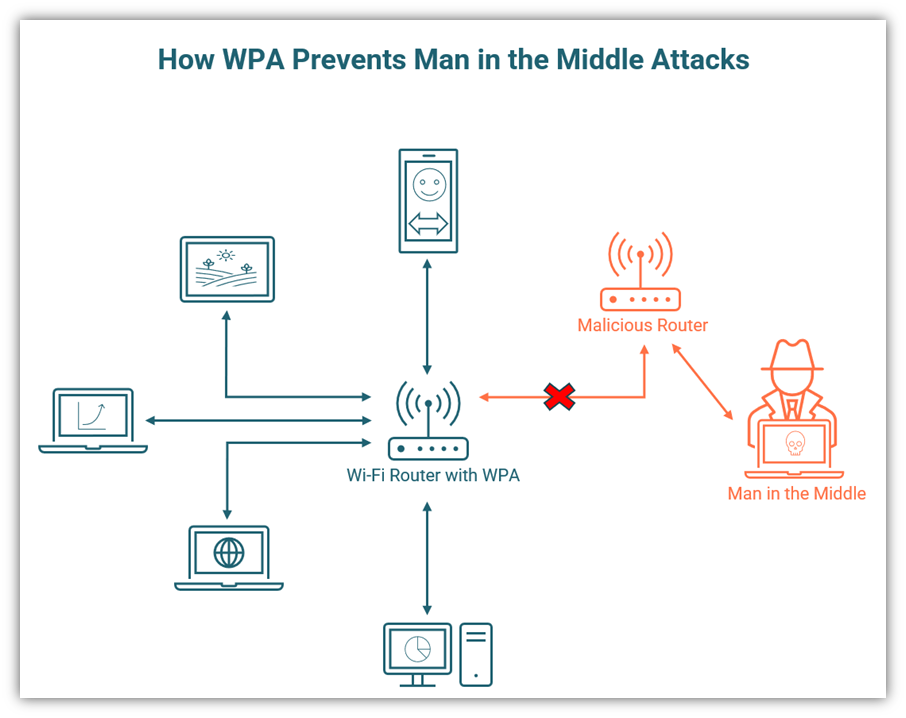 How WPA Prevents Man in the Middle Attacks
Malicious Router
Wi-Fi Router with WPA
Man in the Middle